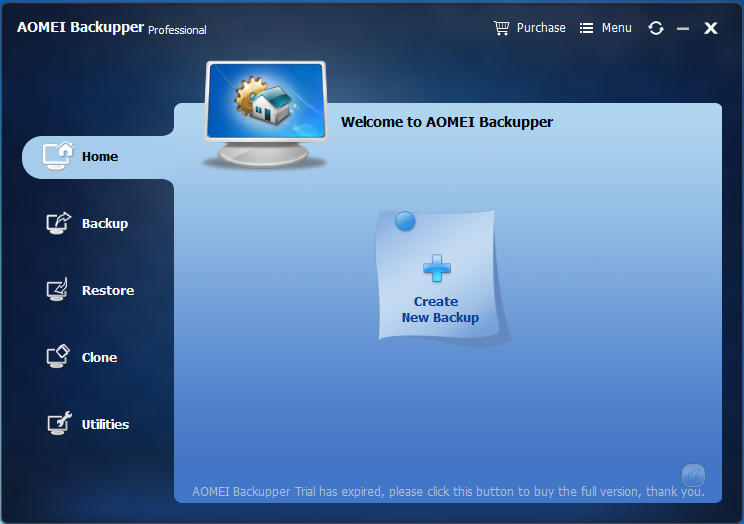 AOMEI Backupper Professional
Purchase
Menu
Welcome to AOMEI Backupper
Home
Backup
Restore
Clone
Utilities
Create
New Backup
AOMEI Backupper Trial has expired, please click this button to buy the full version, thank you.